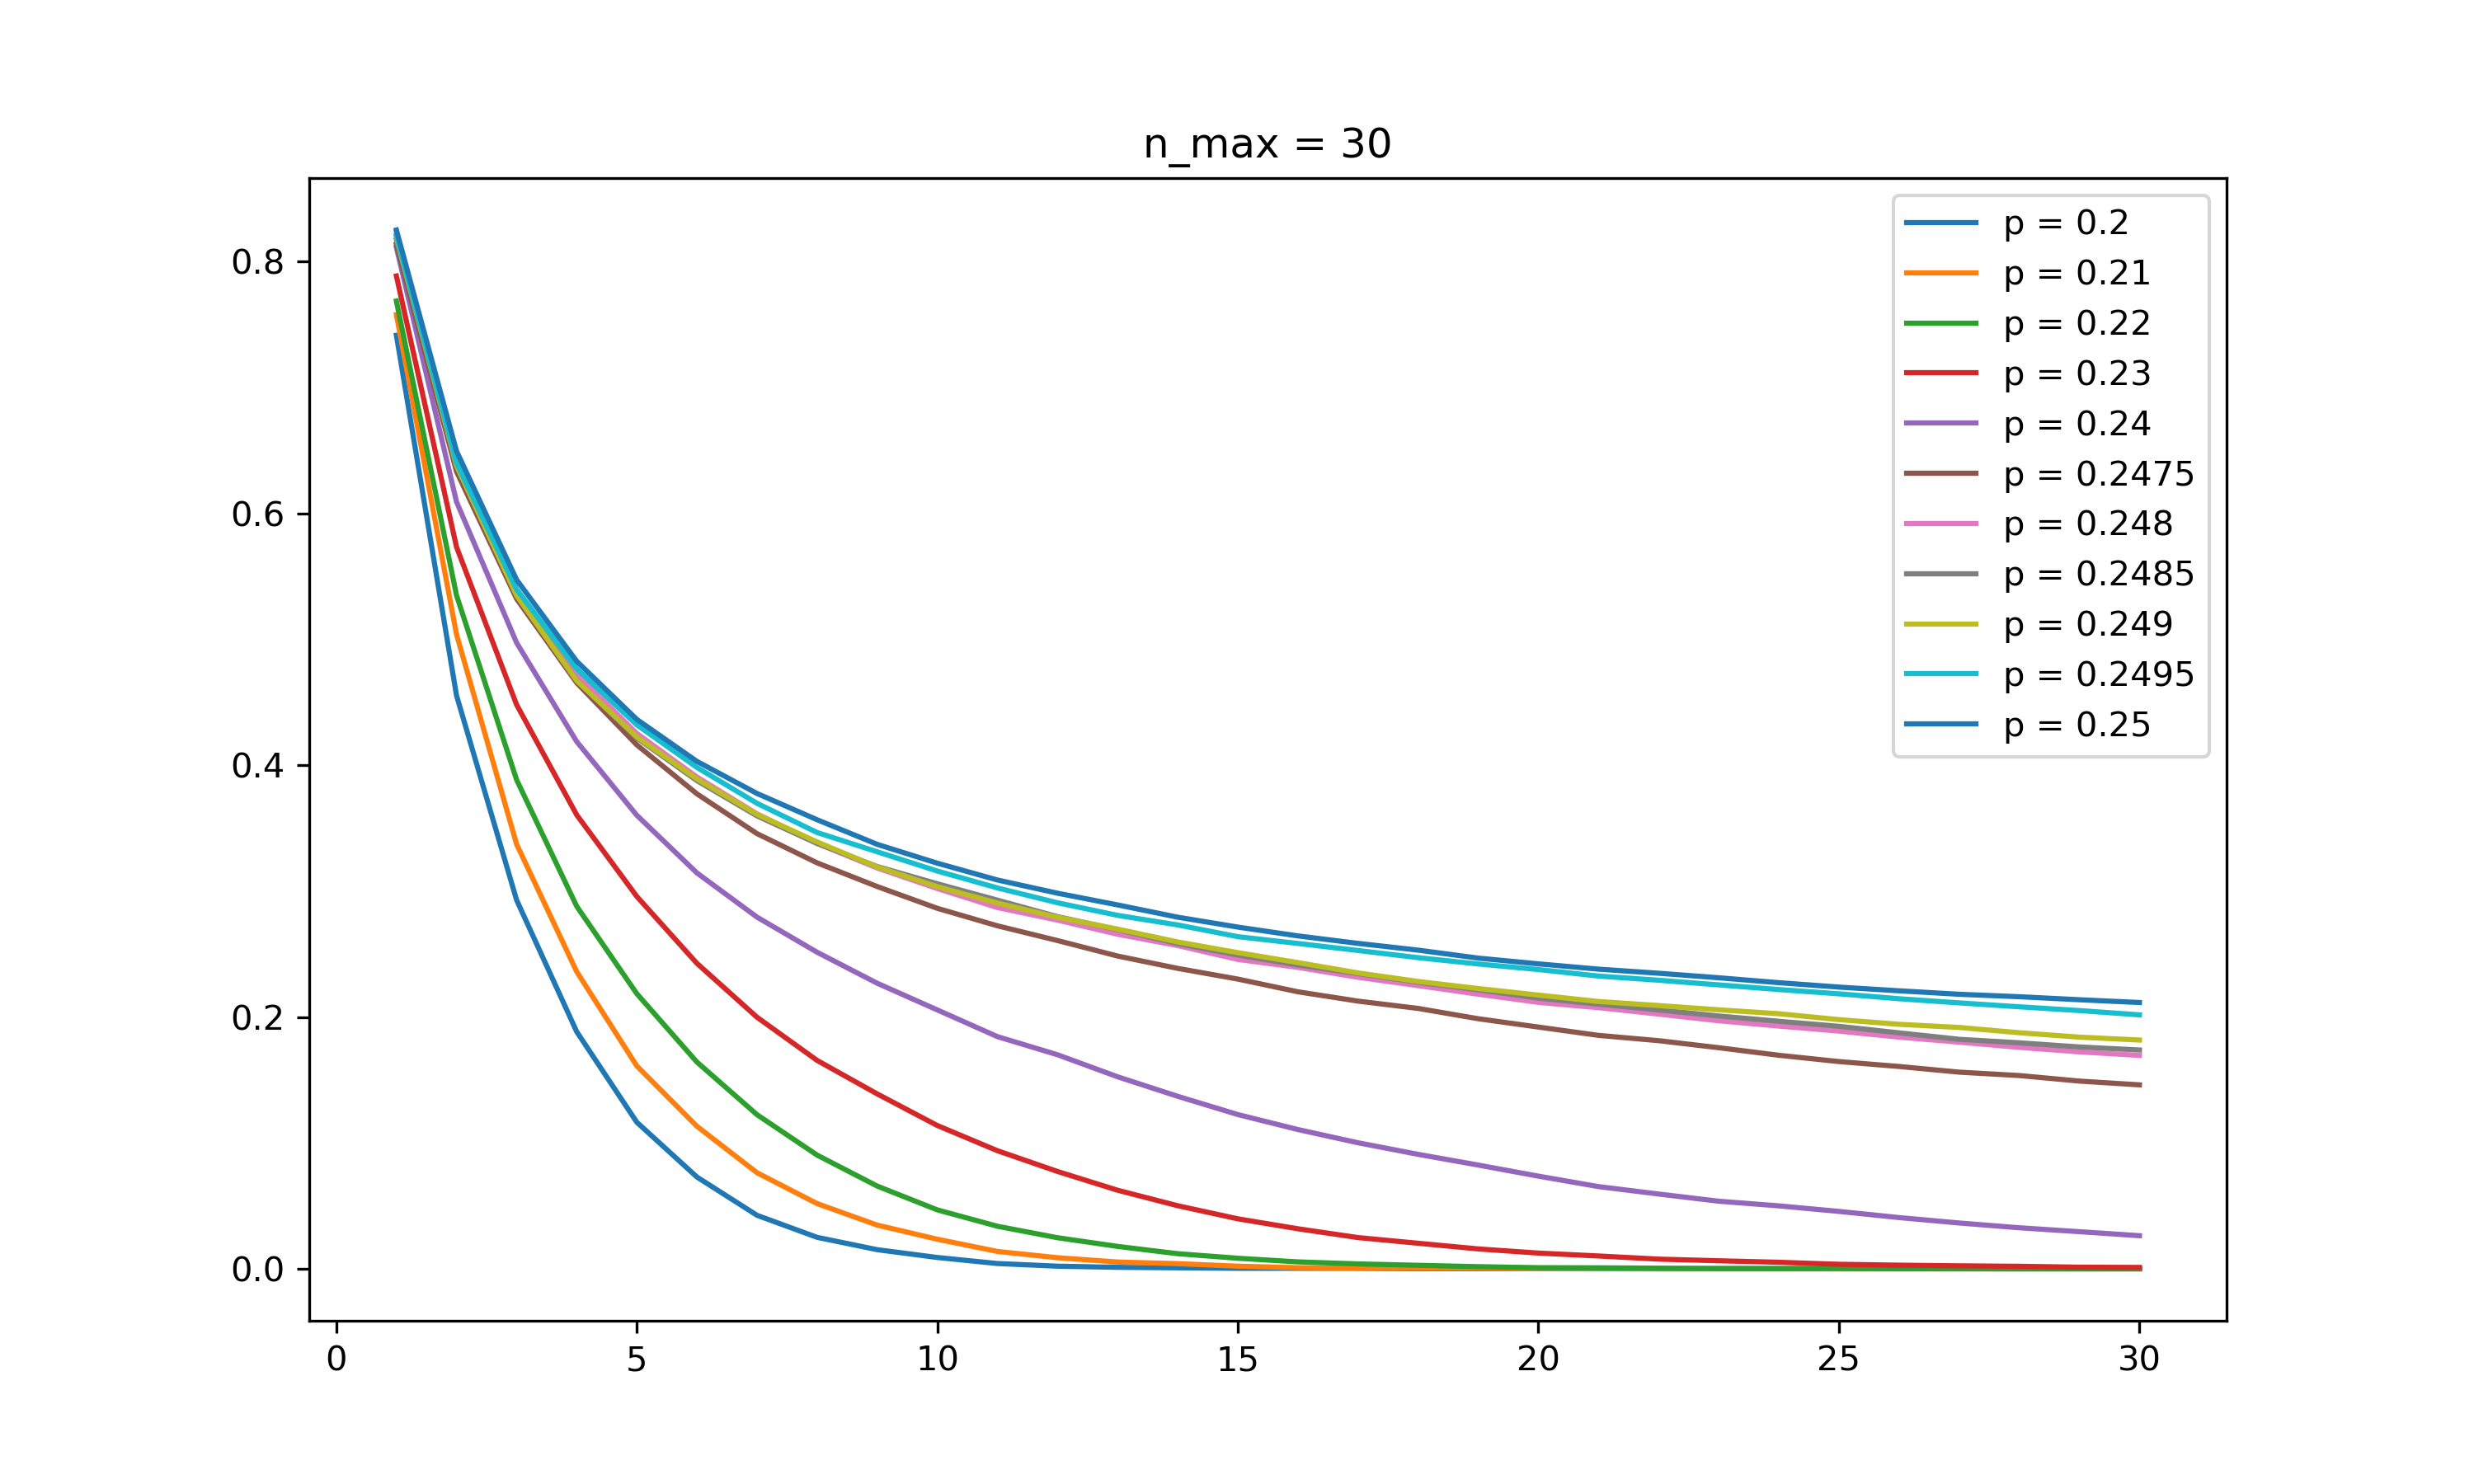 n_max = 30
p = 0.2
p = 0.21
p = 0.22
p = 0.23
p = 0.24
p = 0.2475
p = 0.248
p = 0.2485
p = 0.249
p = 0.2495
p = 0.25
0.8
0.6
0.4
0.2
0.0
0 5 10 15 20 25 30